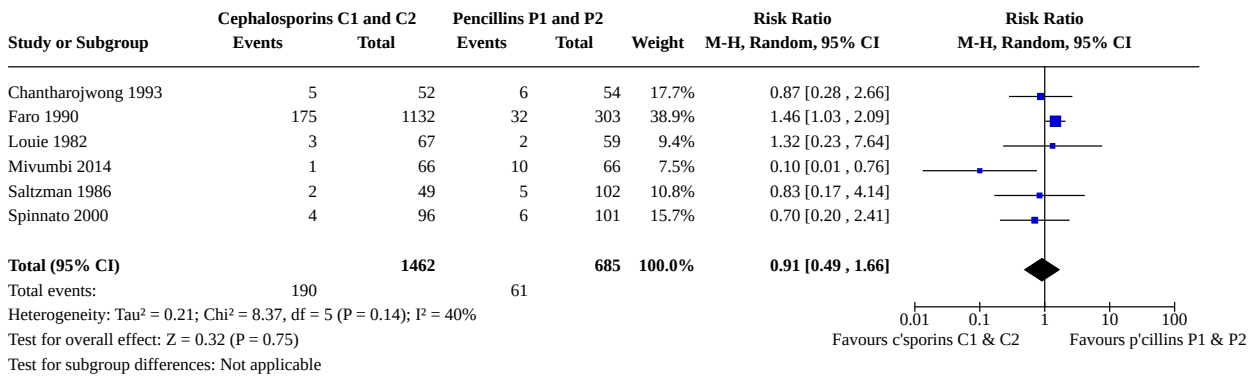 Cephalosporins C1 and C2 Pencillins P1 and P2 Risk Ratio Risk Ratio
Study or Subgroup Events Total Events Total Weight M-H, Random, 95% CI M-H, Random, 95% CI
Chantharojwong 1993 5 52 6 54 17.7% 0.87 [0.28 , 2.66]
Faro 1990 175 1132 32 303 38.9% 1.46 [1.03 , 2.09]
Louie 1982 3 67 2 59 9.4% 1.32 [0.23 , 7.64]
Mivumbi 2014 1 66 10 66 7.5% 0.10 [0.01 , 0.76]
Saltzman 1986 2 49 5 102 10.8% 0.83 [0.17 , 4.14]
Spinnato 2000 4 96 6 101 15.7% 0.70 [0.20 , 2.41]
Total (95% CI) 1462 685 100.0% 0.91 [0.49 , 1.66]
Total events: 190 61
Heterogeneity: Tau² = 0.21; Chi² = 8.37, df = 5 (P = 0.14); I² = 40%
0.01 0.1 1 10 100
Test for overall effect: Z = 0.32 (P = 0.75)
Favours c'sporins C1 & C2 Favours p'cillins P1 & P2
Test for subgroup differences: Not applicable